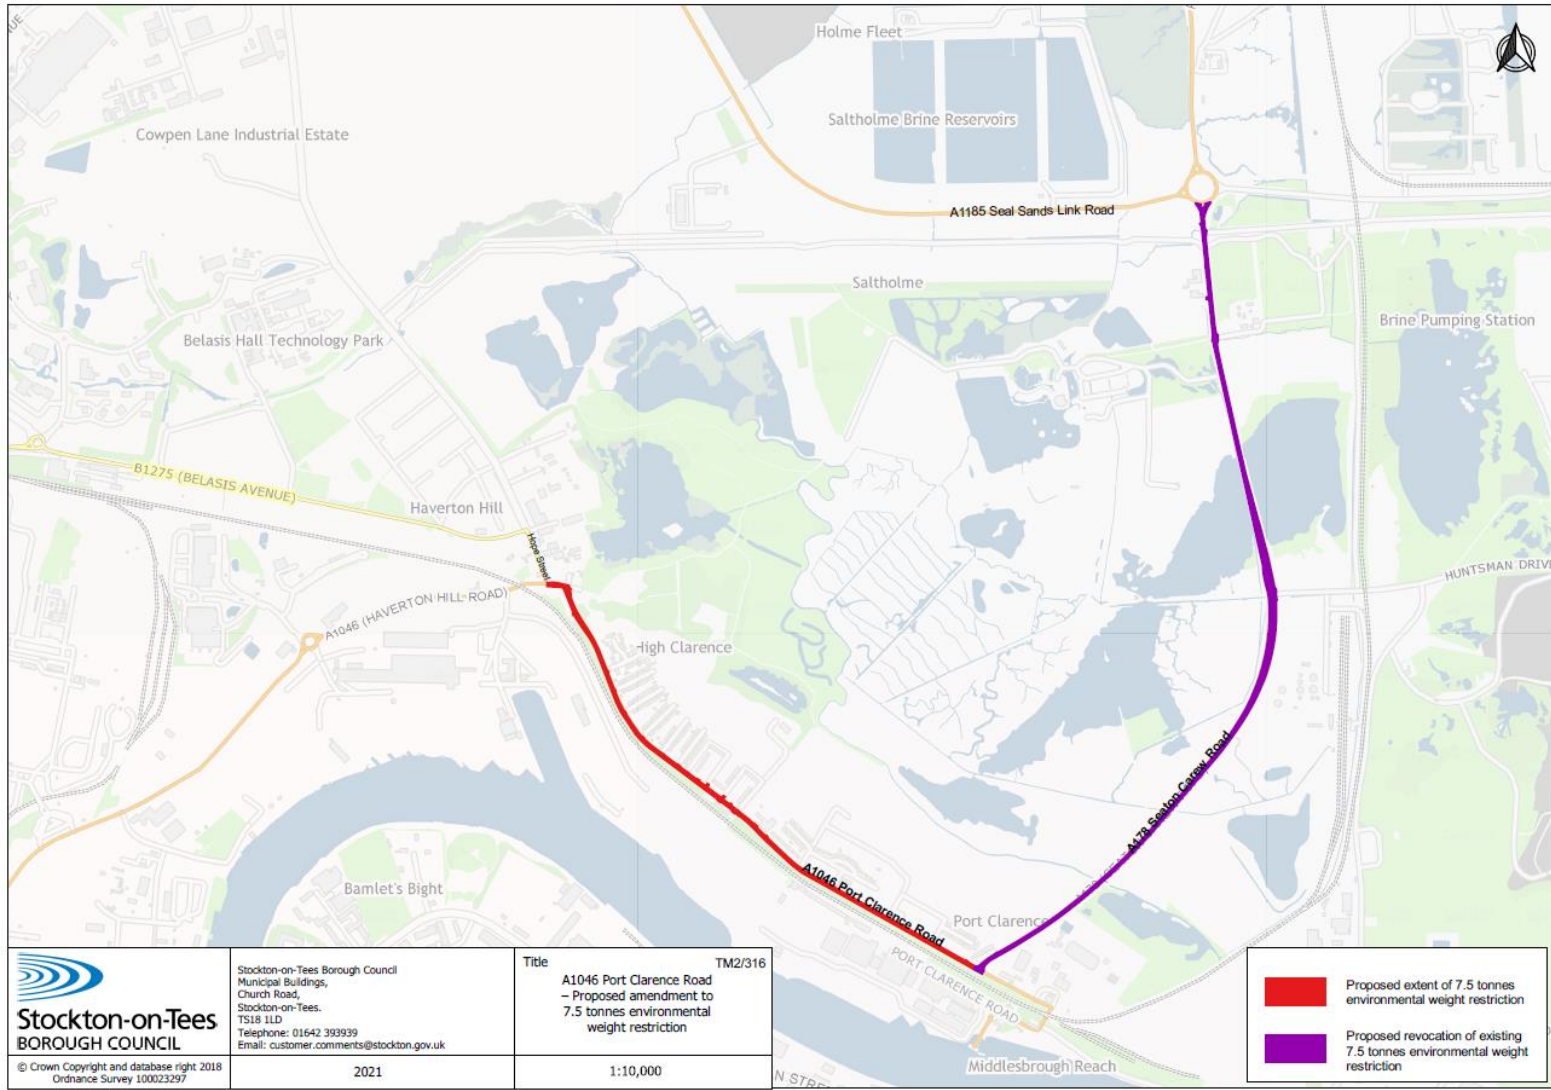 Holme Fleet
Cowpen Lane Industrial Estate
Saltholme Brine Reservoirs
A1185 Seal Sands Link Road
Saltholme
Brine Pumping Station
Belasis Hall Technology Park
B1275 (BELASIS AVENUE)
Haverton Hill
Hope Street
HUNTSMAN DRIVE
A1046 (HAVERTON HILL ROAD)
High Clarence
A178 Seaton Carew Road
A1046 Port Clarence Road
Bamlet's Bight
Port Clarence
PORT CLARENCE ROAD
Middlesbrough Reach
Stockton-on-Tees
BOROUGH COUNCIL
© Crown Copyright and database right 2018
Ordnance Survey 100023297
Stockton-on-Tees Borough Council
Municipal Buildings,
Church Road,
Stockton-on-Tees.
TS18 1LD
Telephone: 01642 393939
Email: customer.comments@stockton.gov.uk
2021
Title TM2/316
A1046 Port Clarence Road
– Proposed amendment to
7.5 tonnes environmental
weight restriction
1:10,000
Proposed extent of 7.5 tonnes
environmental weight restriction
Proposed revocation of existing
7.5 tonnes environmental weight
restriction